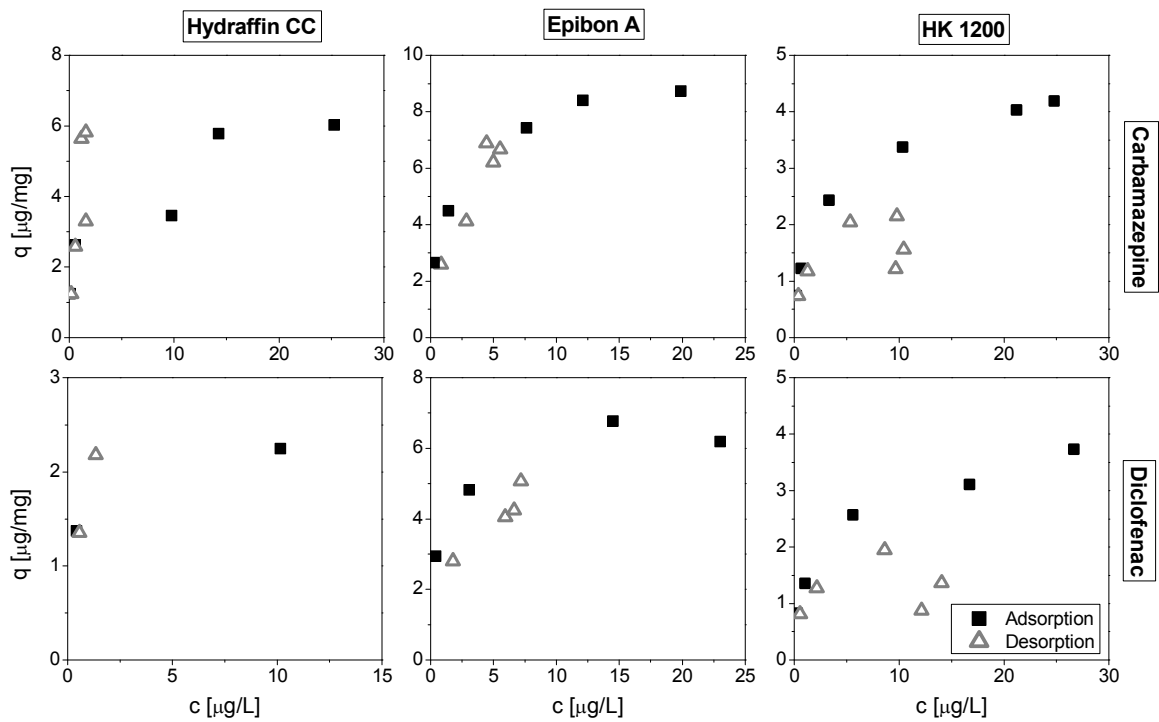 Hydraffin CC
Epibon A
HK 1200
8
6
4
2
0
q [µg/mg]
0 10 20 30
10
8
6
4
2
0
0 5 10 15 20 25
5
4
3
2
1
0
0 10 20 30
Carbamazepine
3
2
1
0
q [µg/mg]
0 5 10 15
c [µg/L]
8
6
4
2
0
0 5 10 15 20 25
c [µg/L]
5
4
3
2
1
0
0 10 20 30
c [µg/L]
Adsorption
Desorption
Diclofenac